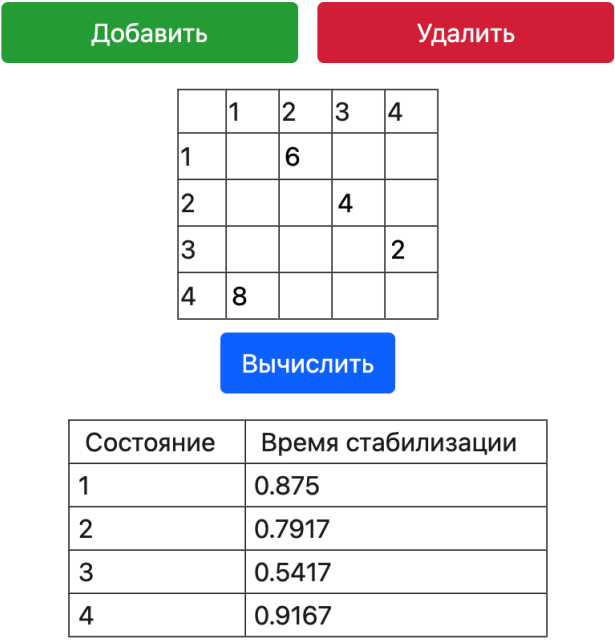 Добавить Удалить
1 2 3 4
1 6
2 4
3 2
4 8
Вычислить
Состояние Время стабилизации
1 0.875
2 0.7917
3 0.5417
4 0.9167